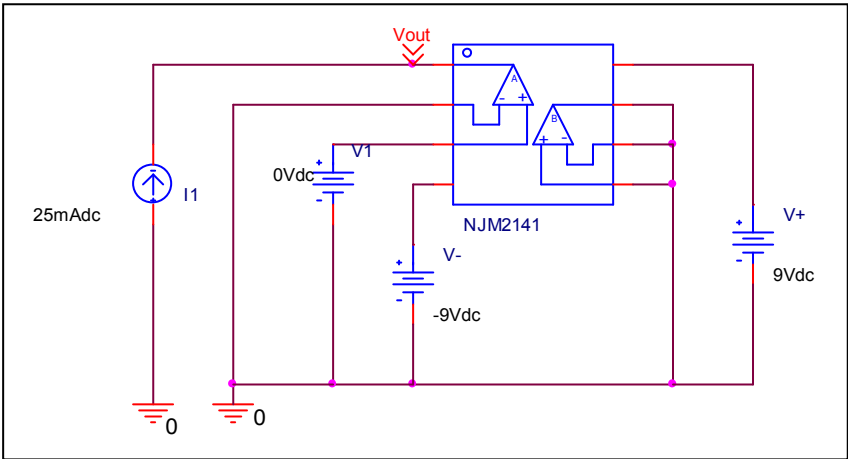 Vout
A
- +
B
+ -
V1
+
0Vdc
-
-
I1
+
25mAdc
NJM2141
V-
+
-
-9Vdc
V+
+
-
9Vdc
0
0